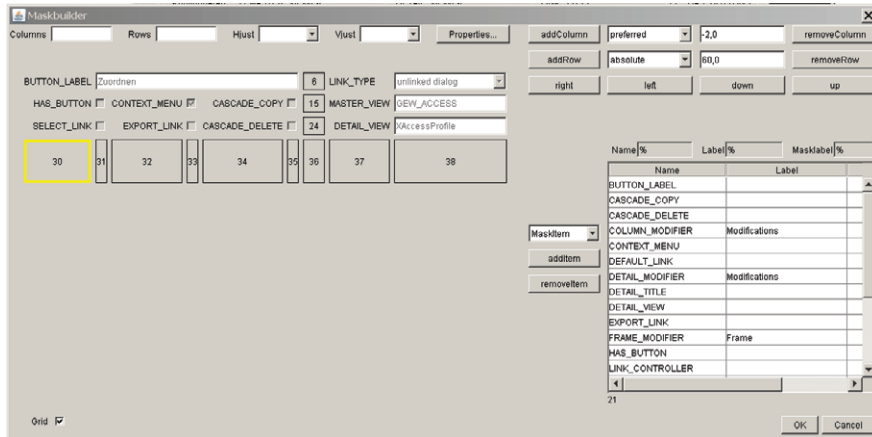 Maskbuilder
Columns Rows Hjust Vjust Properties... addColumn preferred -2,0 removeColumn
addRow absolute 60,0 removeRow
BUTTON_LABEL Zuordnen 6 LINK_TYPE unlinked dialog right left down up
HAS_BUTTON CONTEXT_MENU CASCADE_COPY 15 MASTER_VIEW GEW_ACCESS
SELECT_LINK EXPORT_LINK CASCADE_DELETE 24 DETAIL_VIEW XAccessProfile
30 31 32 33 34 35 36 37 38
Name % Label % Masklabel %
Name Label
BUTTON_LABEL
CASCADE_COPY
CASCADE_DELETE
COLUMN_MODIFIER Modifications
CONTEXT_MENU
DEFAULT_LINK
DETAIL_MODIFIER Modifications
DETAIL_TITLE
DETAIL_VIEW
EXPORT_LINK
FRAME_MODIFIER Frame
HAS_BUTTON
LINK_CONTROLLER
MaskItem
addItem
removeItem
21
Grid
OK Cancel